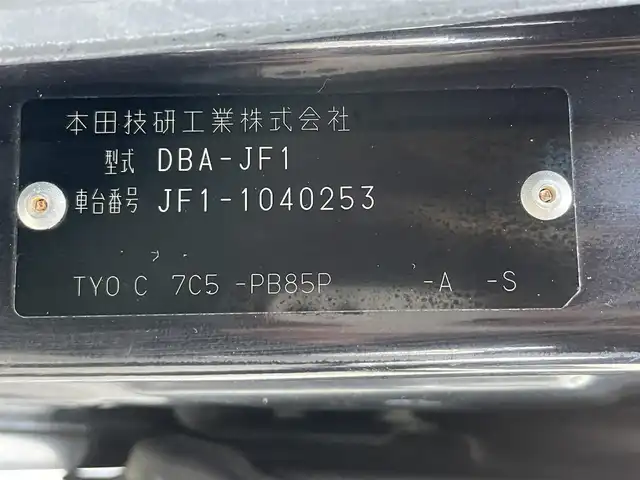 本田技研工業株式会社
型式 DBA-JF1
車台番号 JF1-1040253
TYO C 7C5 -PB85P -A -S